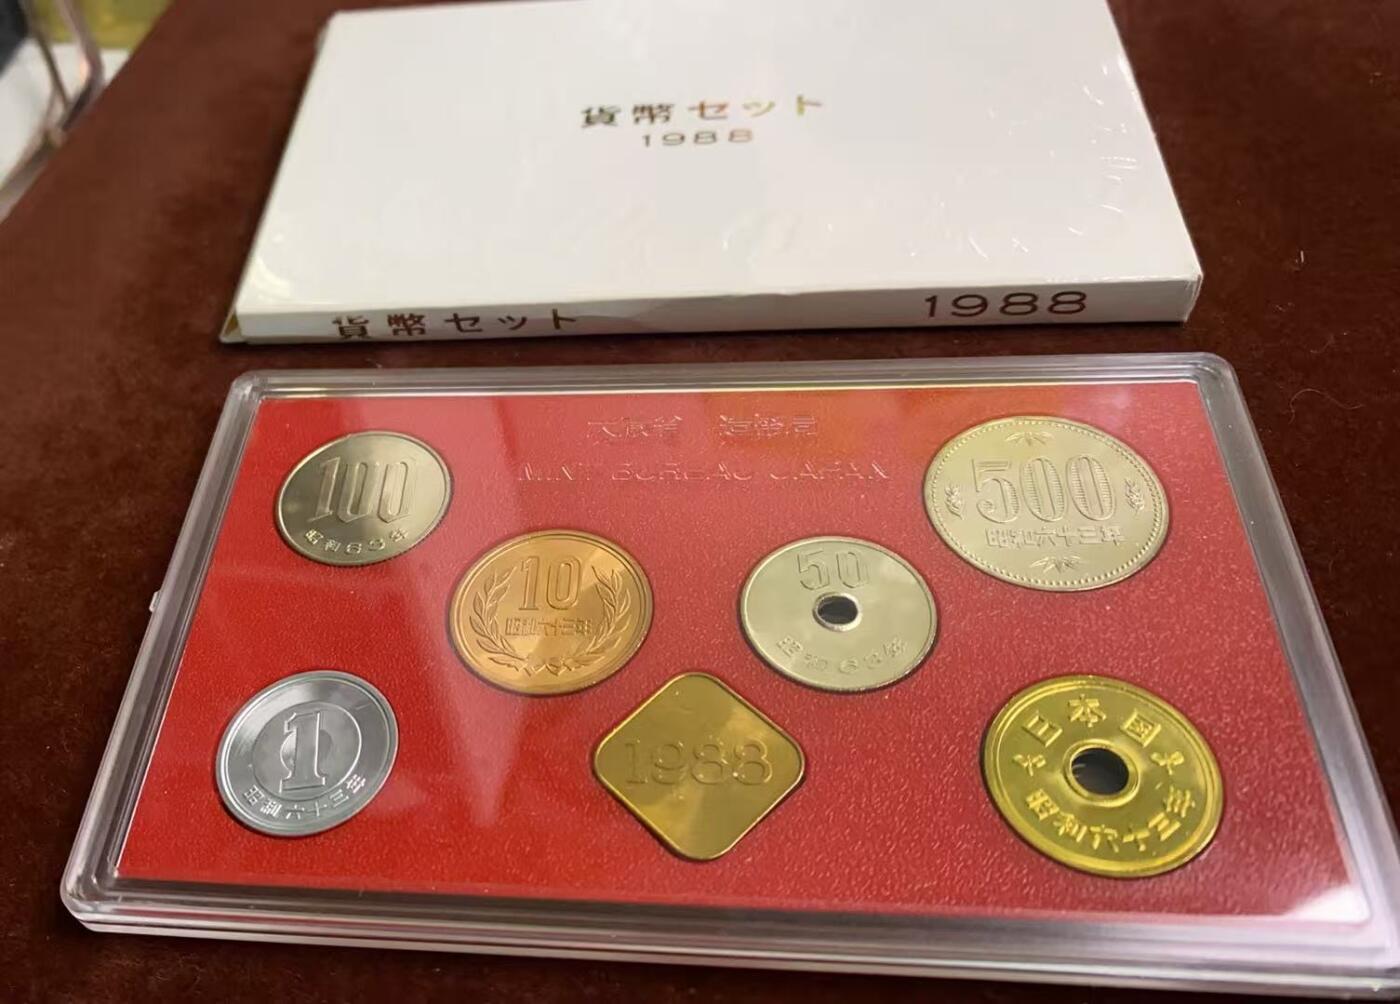 貨幣セット
1988
貨幣セット 1988
大蔵省 造幣局
MINT BUREAU JAPAN
100
昭和63年
500
昭和六十三年
10
昭和六十三年
50
昭和63年
1
昭和六十三年
1988
日本国
昭和六十三年